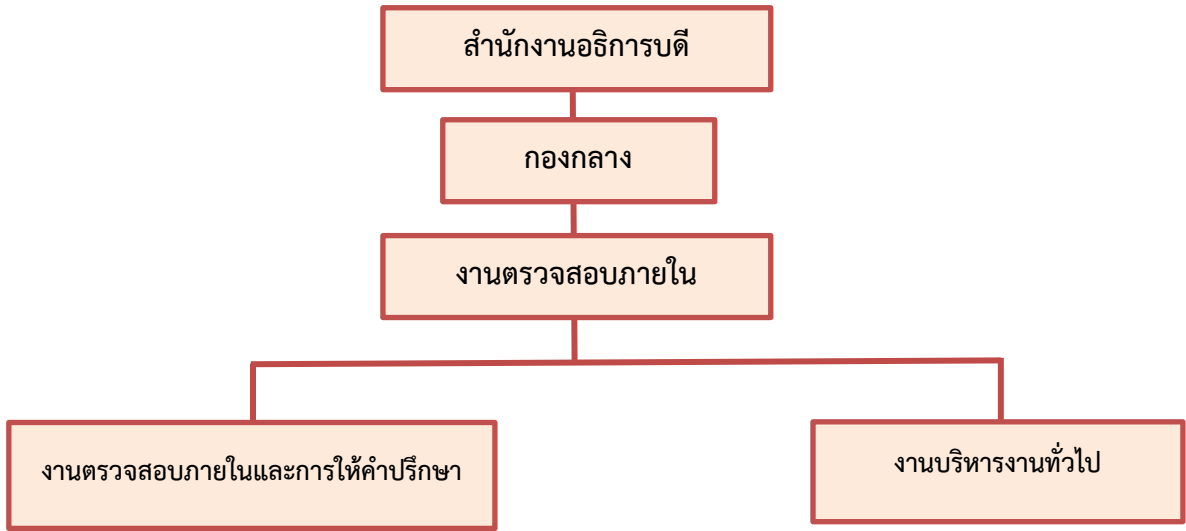 สำนักงานอธิการบดี
กองกลาง
งานตรวจสอบภายใน
งานตรวจสอบภายในและการให้คำปรึกษา
งานบริหารงานทั่วไป